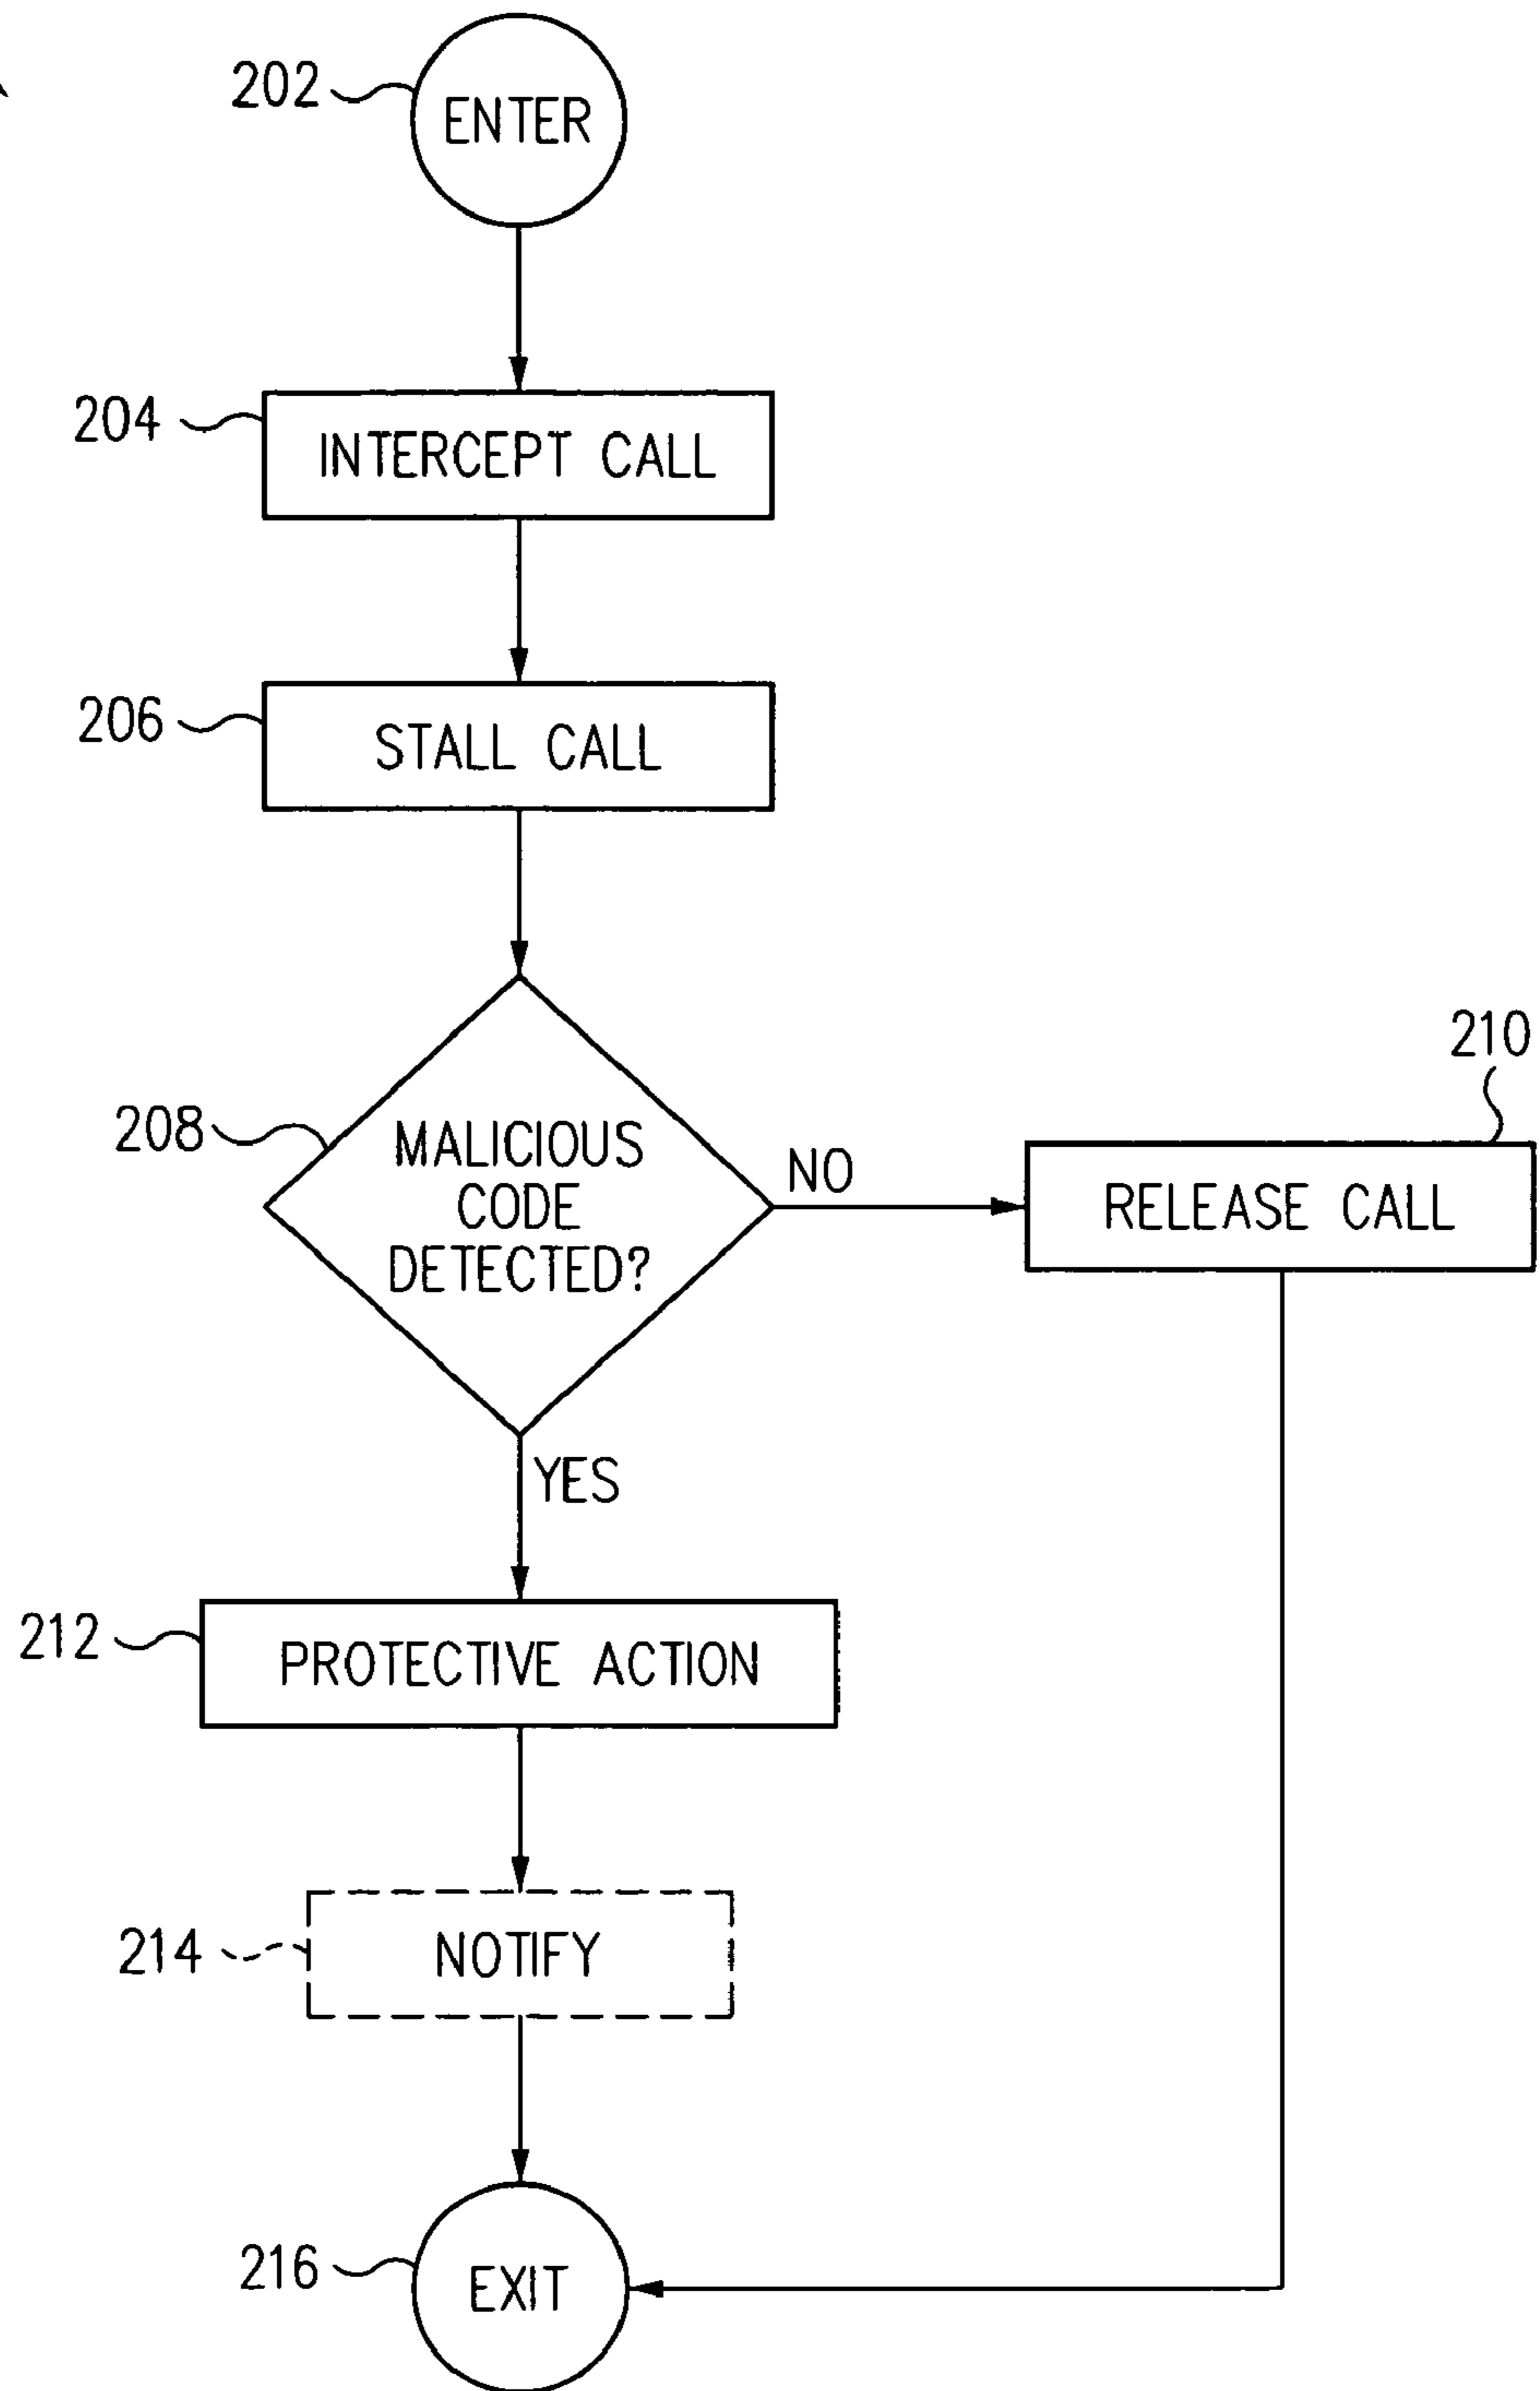 202
ENTER
204
INTERCEPT CALL
206
STALL CALL
208
MALICIOUS
CODE
DETECTED?
NO
210
RELEASE CALL
YES
212
PROTECTIVE ACTION
214
NOTIFY
216
EXIT